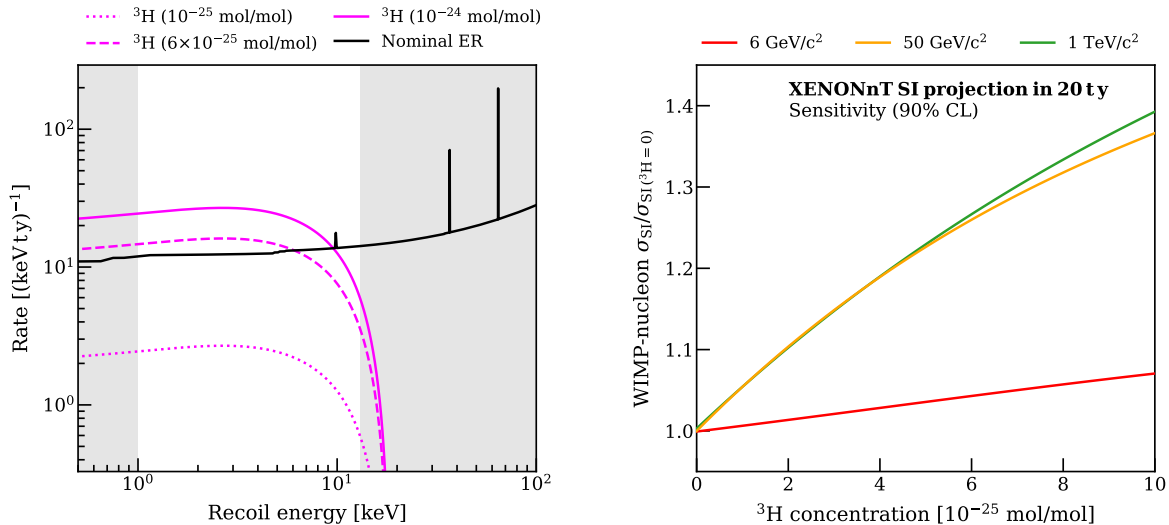 ³H (10⁻²⁵ mol/mol)
³H (6×10⁻²⁵ mol/mol)
³H (10⁻²⁴ mol/mol)
Nominal ER
Rate [(keV t y)⁻¹]
10²
10¹
10⁰
10⁰
10¹
10²
Recoil energy [keV]
6 GeV/c²
50 GeV/c²
1 TeV/c²
XENONnT SI projection in 20 t y
Sensitivity (90% CL)
WIMP-nucleon σSI/σSI (³H = 0)
1.4
1.3
1.2
1.1
1.0
0
2
4
6
8
10
³H concentration [10⁻²⁵ mol/mol]